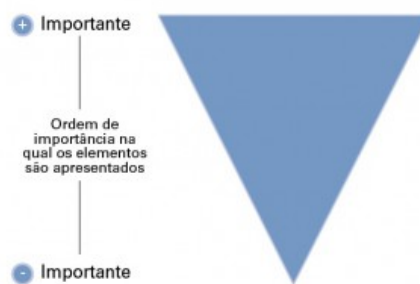 + Importante
Ordem de
importância na
qual os elementos
são apresentados
- Importante